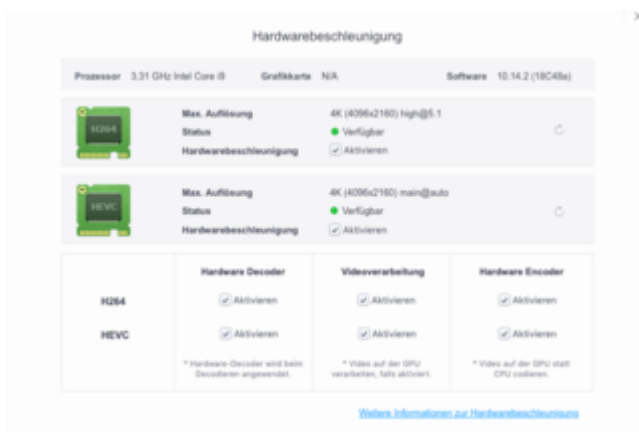 Hardwarebeschleunigung
Prozessor 3.31 GHz Intel Core i9 Grafikkarte N/A Software 10.14.2 (18C48a)
H264
Max. Auflösung 4K (4096x2160) high@5.1
Status Verfügbar
Hardwarebeschleunigung Aktivieren
HEVC
Max. Auflösung 4K (4096x2160) main@auto
Status Verfügbar
Hardwarebeschleunigung Aktivieren
Hardware Decoder Videoverarbeitung Hardware Encoder
H264 Aktivieren Aktivieren Aktivieren
HEVC Aktivieren Aktivieren Aktivieren
* Hardware-Decoder wird beim * Video auf der GPU * Video auf der GPU statt
Decodieren angewendet. verarbeiten, falls aktiviert. CPU codieren.
Weitere Informationen zur Hardwarebeschleunigung